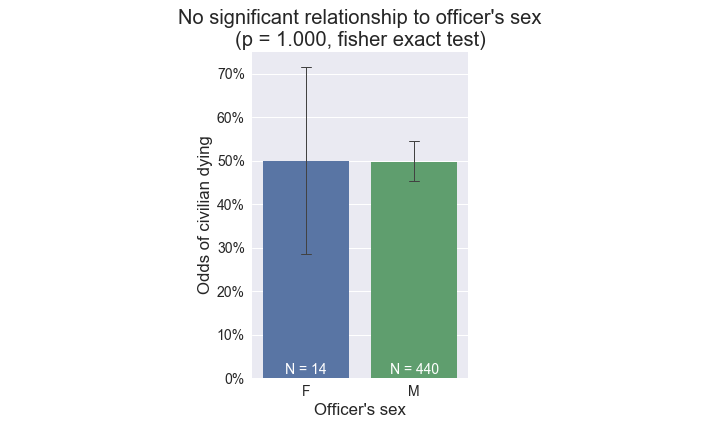 No significant relationship to officer's sex
(p = 1.000, fisher exact test)
70%
60%
50%
40%
30%
20%
10%
0%
Odds of civilian dying
N = 14
N = 440
F
M
Officer's sex